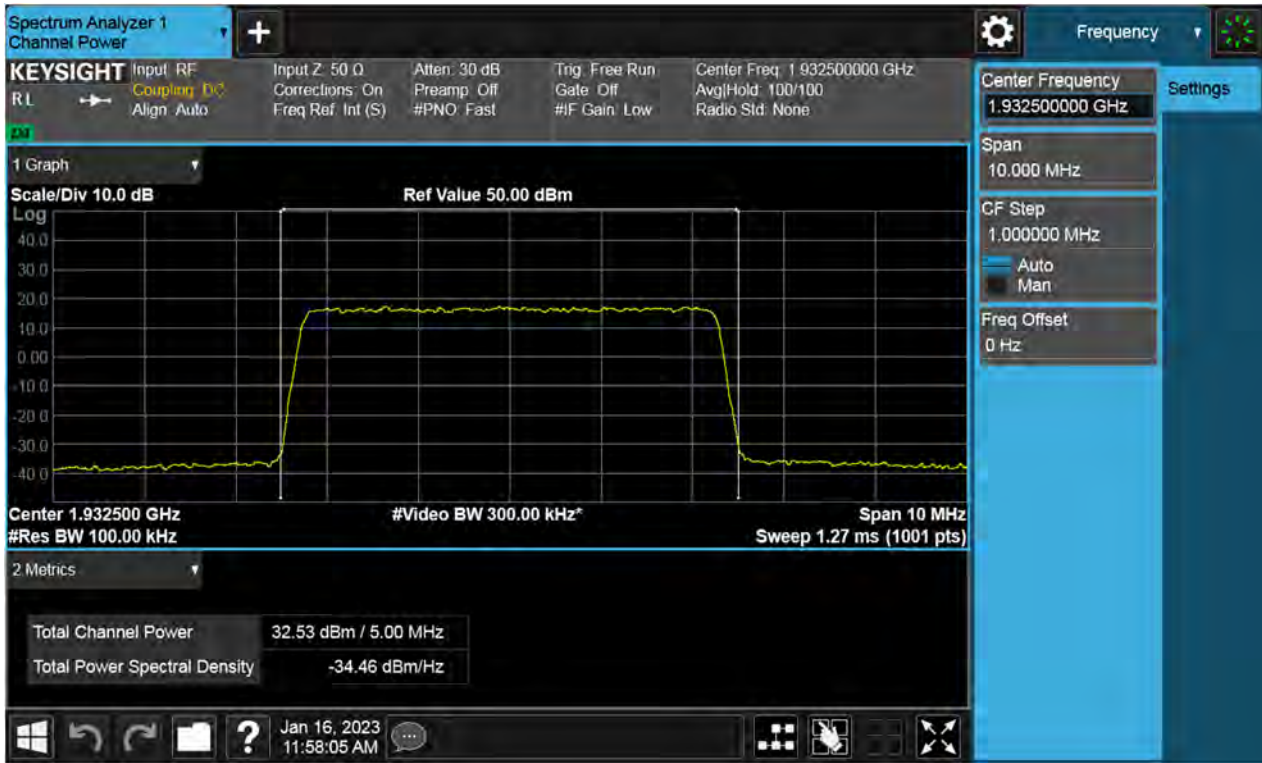 Spectrum Analyzer 1
Channel Power
Frequency
KEYSIGHT
Input: RF
Input Z: 50 Ω
Atten: 30 dB
Trig: Free Run
Center Freq: 1.932500000 GHz
RL
Coupling: DC
Corrections: On
Preamp: Off
Gate: Off
Avg|Hold: 100/100
Align: Auto
Freq Ref: Int (S)
#PNO: Fast
#IF Gain: Low
Radio Std: None
1 Graph
Scale/Div 10.0 dB
Ref Value 50.00 dBm
Log
40.0
30.0
20.0
10.0
0.00
-10.0
-20.0
-30.0
-40.0
Center 1.932500 GHz
#Video BW 300.00 kHz*
Span 10 MHz
#Res BW 100.00 kHz
Sweep 1.27 ms (1001 pts)
2 Metrics
Total Channel Power
32.53 dBm / 5.00 MHz
Total Power Spectral Density
-34.46 dBm/Hz
Jan 16, 2023
11:58:05 AM
Center Frequency
1.932500000 GHz
Settings
Span
10.000 MHz
CF Step
1.000000 MHz
Auto
Man
Freq Offset
0 Hz